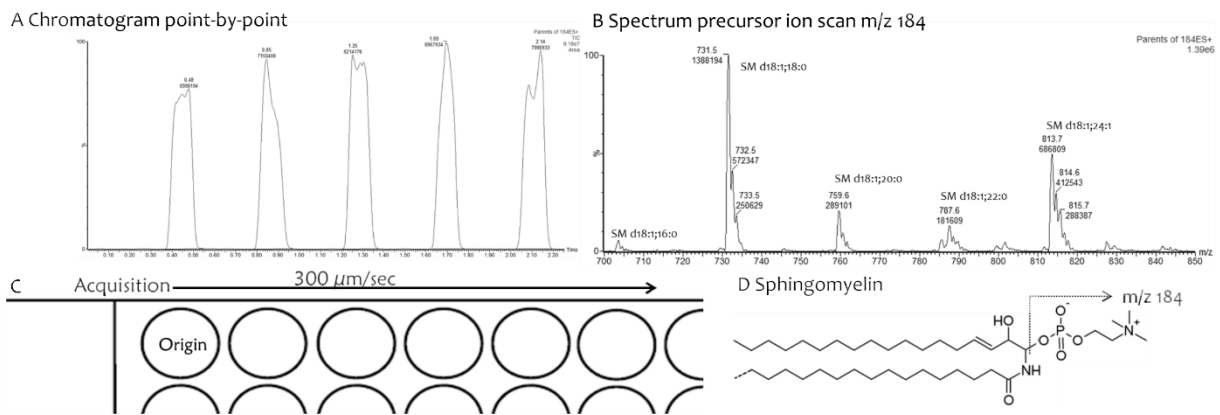 A Chromatogram point-by-point
Parents of 184ES+
TIC
Area
100
%
0.48
0.85
1.26
1.69
6967934
2.14
0.10 0.20 0.30 0.40 0.50 0.60 0.70 0.80 0.90 1.00 1.10 1.20 1.30 1.40 1.50 1.60 1.70 1.80 1.90 2.00 2.10 2.20
Time
B Spectrum precursor ion scan m/z 184
Parents of 184ES+
1.39e6
100
%
0
731.5
1388194
SM d18:1;18:0
732.5
572347
733.5
250629
SM d18:1;16:0
SM d18:1;20:0
759.6
289101
SM d18:1;22:0
787.6
181609
SM d18:1;24:1
813.7
686809
814.6
412543
815.7
288387
700 710 720 730 740 750 760 770 780 790 800 810 820 830 840 850
m/z
C Acquisition
300 µm/sec
Origin
D Sphingomyelin
m/z 184
HO
O
P
O-
O
O
N+
NH
O